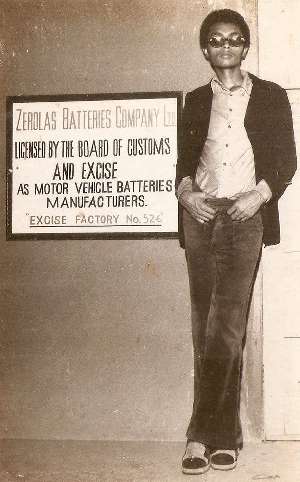 ZEROLAS BATTERIES COMPANY LTD
LICENSED BY THE BOARD OF CUSTOMS
AND EXCISE
AS MOTOR VEHICLE BATTERIES
MANUFACTURERS.
"EXCISE FACTORY No. 526"